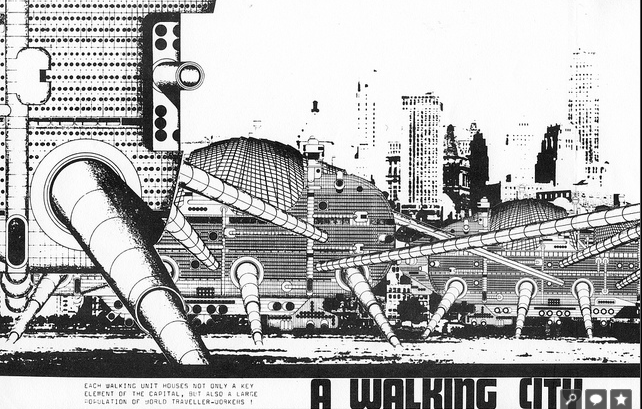 EACH WALKING UNIT HOUSES NOT ONLY A KEY
ELEMENT OF THE CAPITAL, BUT ALSO A LARGE
POPULATION OF WORLD TRAVELLER-WORKERS !
A WALKING CITY